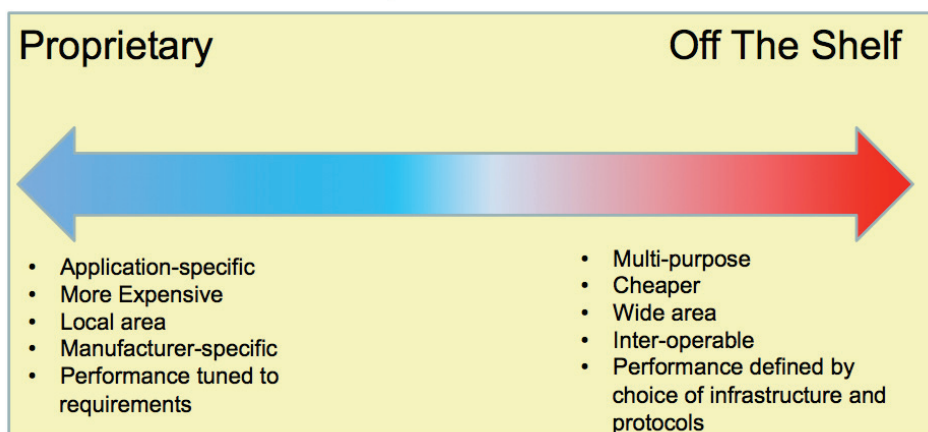 Proprietary
Off The Shelf
• Application-specific
• More Expensive
• Local area
• Manufacturer-specific
• Performance tuned to
requirements
• Multi-purpose
• Cheaper
• Wide area
• Inter-operable
• Performance defined by
choice of infrastructure and
protocols